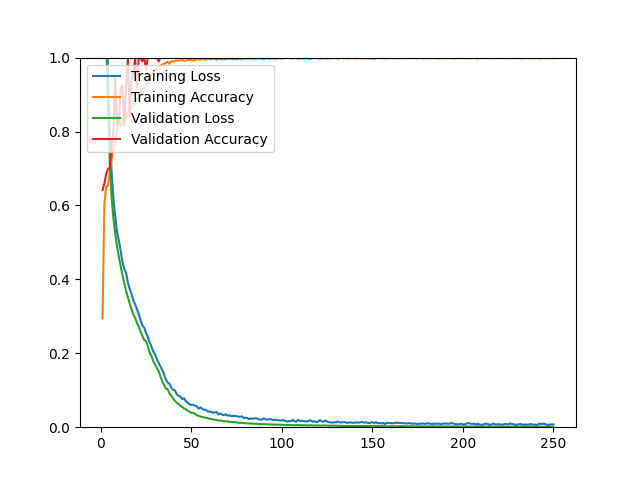 1.0
0.8
0.6
0.4
0.2
0.0
Training Loss
Training Accuracy
Validation Loss
Validation Accuracy
0 50 100 150 200 250